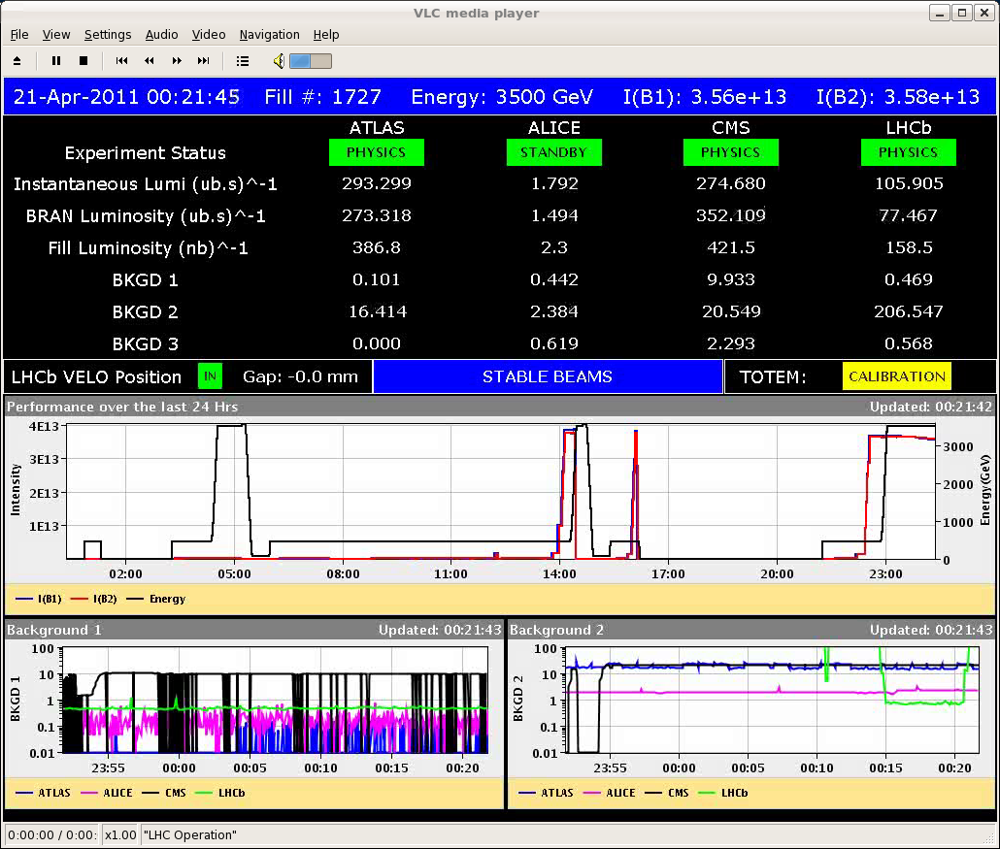 VLC media player
File View Settings Audio Video Navigation Help
21-Apr-2011 00:21:45 Fill #: 1727 Energy: 3500 GeV I(B1): 3.56e+13 I(B2): 3.58e+13
ATLAS ALICE CMS LHCb
Experiment Status PHYSICS STANDBY PHYSICS PHYSICS
Instantaneous Lumi (ub.s)^-1 293.299 1.792 274.680 105.905
BRAN Luminosity (ub.s)^-1 273.318 1.494 352.109 77.467
Fill Luminosity (nb)^-1 386.8 2.3 421.5 158.5
BKGD 1 0.101 0.442 9.933 0.469
BKGD 2 16.414 2.384 20.549 206.547
BKGD 3 0.000 0.619 2.293 0.568
LHCb VELO Position IN Gap: -0.0 mm STABLE BEAMS TOTEM: CALIBRATION
Performance over the last 24 Hrs Updated: 00:21:42
Intensity
4E13
3E13
2E13
1E13
3000
2000
1000
0
Energy(GeV)
02:00 05:00 08:00 11:00 14:00 17:00 20:00 23:00
I(B1) I(B2) Energy
Background 1 Updated: 00:21:43
BKGD 1
100
10
1
0.1
0.01
23:55 00:00 00:05 00:10 00:15 00:20
ATLAS ALICE CMS LHCb
Background 2 Updated: 00:21:43
BKGD 2
100
10
1
0.1
0.01
23:55 00:00 00:05 00:10 00:15 00:20
ATLAS ALICE CMS LHCb
0:00:00 / 0:00: x1.00 "LHC Operation"